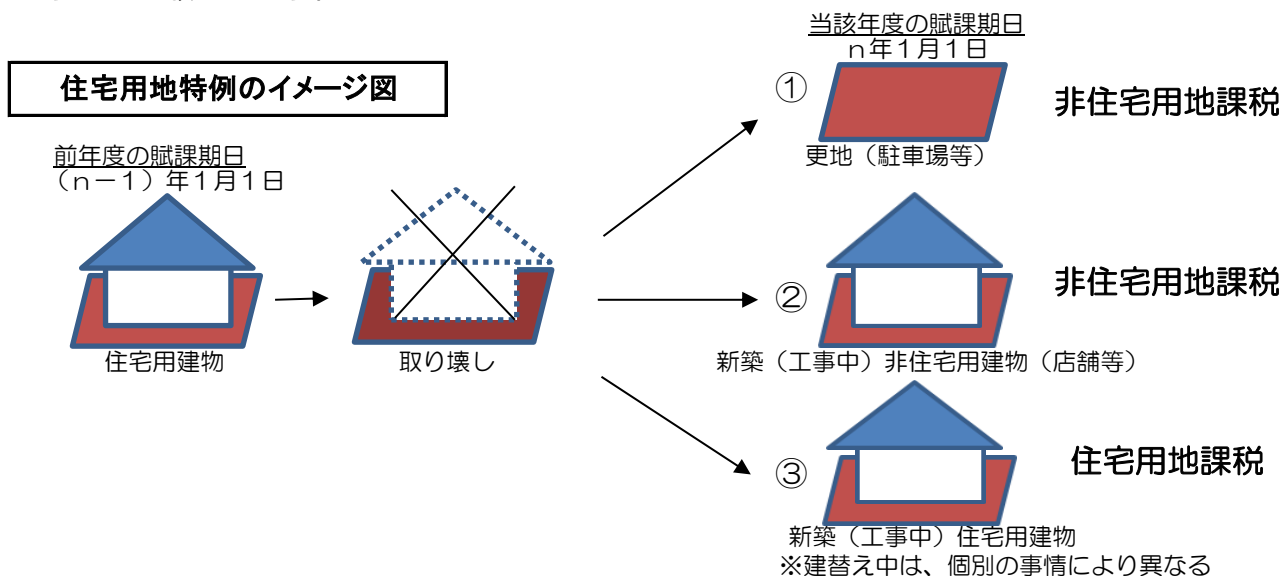 住宅用地特例のイメージ図
前年度の賦課期日
(n-1)年1月1日
住宅用建物
取り壊し
当該年度の賦課期日
n年1月1日
①
更地(駐車場等)
非住宅用地課税
②
新築(工事中)非住宅用建物(店舗等)
非住宅用地課税
③
新築(工事中)住宅用建物
※建替え中は、個別の事情により異なる
住宅用地課税